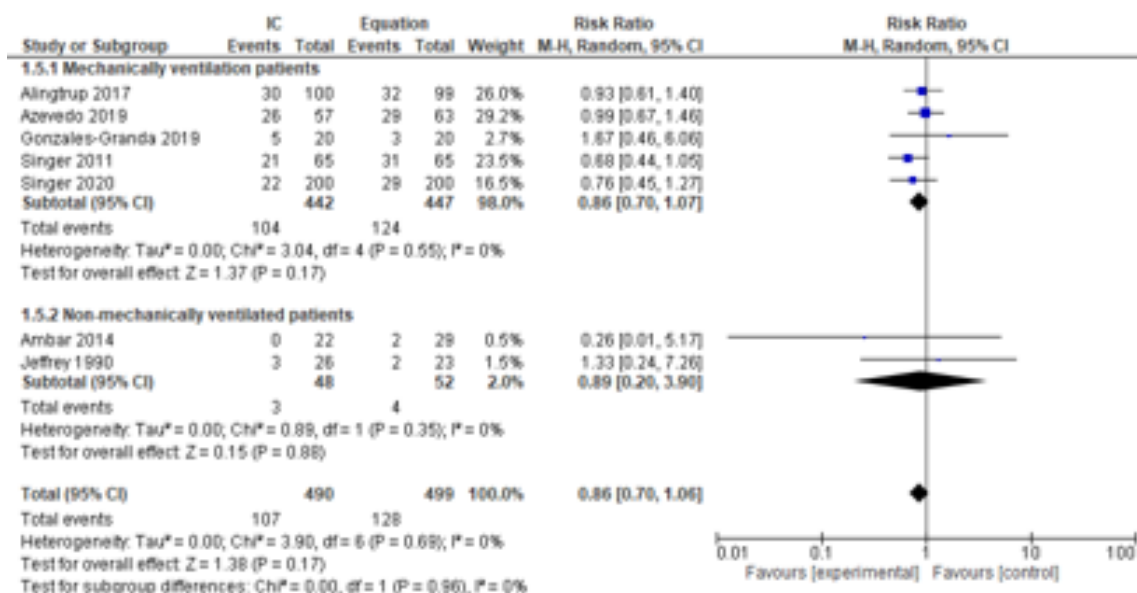 IC Equation Risk Ratio Risk Ratio
Study or Subgroup Events Total Events Total Weight M-H, Random, 95% CI M-H, Random, 95% CI
1.5.1 Mechanically ventilation patients
Alingtrup 2017 30 100 32 99 26.0% 0.93 [0.61, 1.40]
Azevedo 2019 26 57 29 63 29.2% 0.99 [0.67, 1.46]
Gonzales-Granda 2019 5 20 3 20 2.7% 1.67 [0.46, 6.06]
Singer 2011 21 65 31 65 23.5% 0.68 [0.44, 1.05]
Singer 2020 22 200 29 200 16.5% 0.76 [0.45, 1.27]
Subtotal (95% CI) 442 447 98.0% 0.86 [0.70, 1.07]
Total events 104 124
Heterogeneity: Tau² = 0.00; Chi² = 3.04, df = 4 (P = 0.55); I² = 0%
Test for overall effect: Z = 1.37 (P = 0.17)
1.5.2 Non-mechanically ventilated patients
Ambar 2014 0 22 2 29 0.5% 0.26 [0.01, 5.17]
Jeffrey 1990 3 26 2 23 1.5% 1.33 [0.24, 7.26]
Subtotal (95% CI) 48 52 2.0% 0.89 [0.20, 3.90]
Total events 3 4
Heterogeneity: Tau² = 0.00; Chi² = 0.89, df = 1 (P = 0.35); I² = 0%
Test for overall effect: Z = 0.15 (P = 0.88)
Total (95% CI) 490 499 100.0% 0.86 [0.70, 1.06]
Total events 107 128
Heterogeneity: Tau² = 0.00; Chi² = 3.90, df = 6 (P = 0.69); I² = 0%
Test for overall effect: Z = 1.38 (P = 0.17)
Test for subgroup differences: Chi² = 0.00, df = 1 (P = 0.96), I² = 0%
0.01 0.1 1 10 100
Favours [experimental] Favours [control]